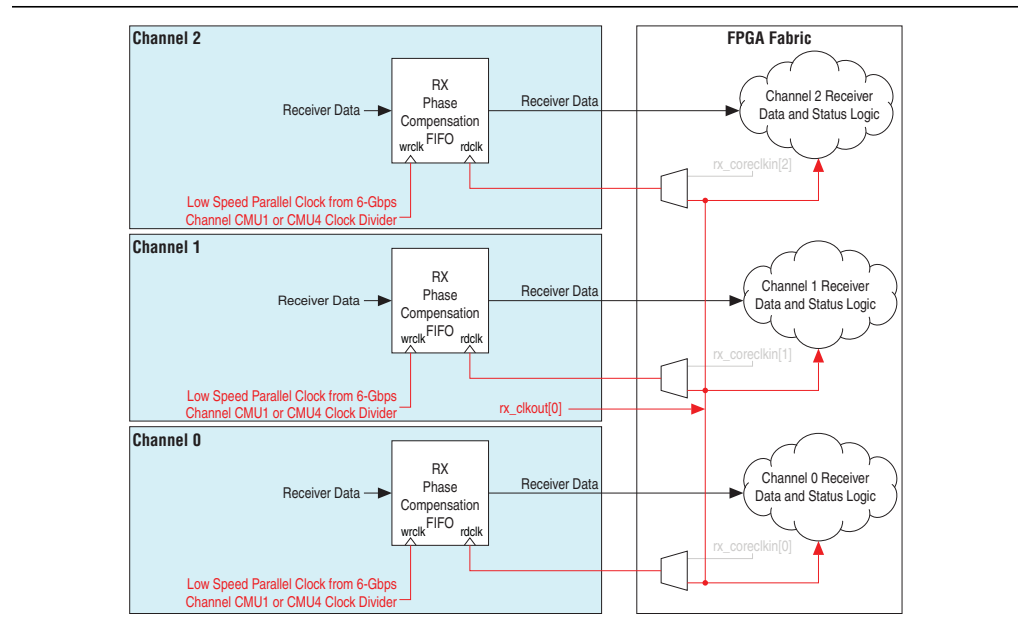 Channel 2
FPGA Fabric
RX
Phase
Compensation
FIFO
wrclk
rdclk
Receiver Data
Receiver Data
Channel 2 Receiver
Data and Status Logic
rx_coreclkin[2]
Low Speed Parallel Clock from 6-Gbps
Channel CMU1 or CMU4 Clock Divider
Channel 1
RX
Phase
Compensation
FIFO
wrclk
rdclk
Receiver Data
Receiver Data
Channel 1 Receiver
Data and Status Logic
rx_coreclkin[1]
Low Speed Parallel Clock from 6-Gbps
Channel CMU1 or CMU4 Clock Divider
rx_clkout[0]
Channel 0
RX
Phase
Compensation
FIFO
wrclk
rdclk
Receiver Data
Receiver Data
Channel 0 Receiver
Data and Status Logic
rx_coreclkin[0]
Low Speed Parallel Clock from 6-Gbps
Channel CMU1 or CMU4 Clock Divider